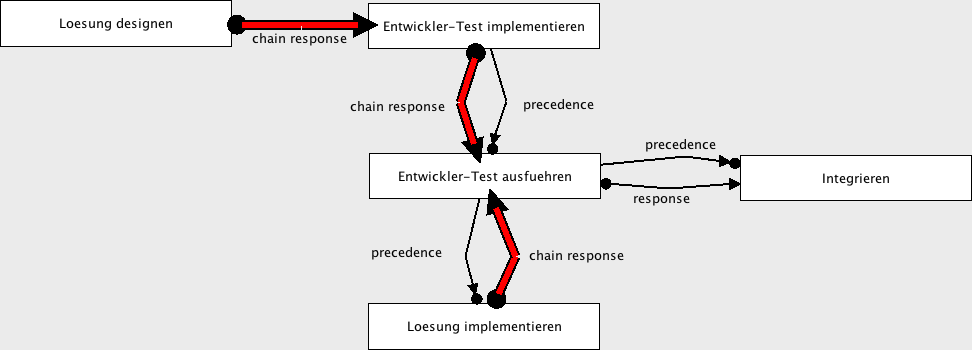 Loesung designen
chain response
Entwickler-Test implementieren
chain response
precedence
Entwickler-Test ausfuehren
precedence
response
Integrieren
precedence
chain response
Loesung implementieren